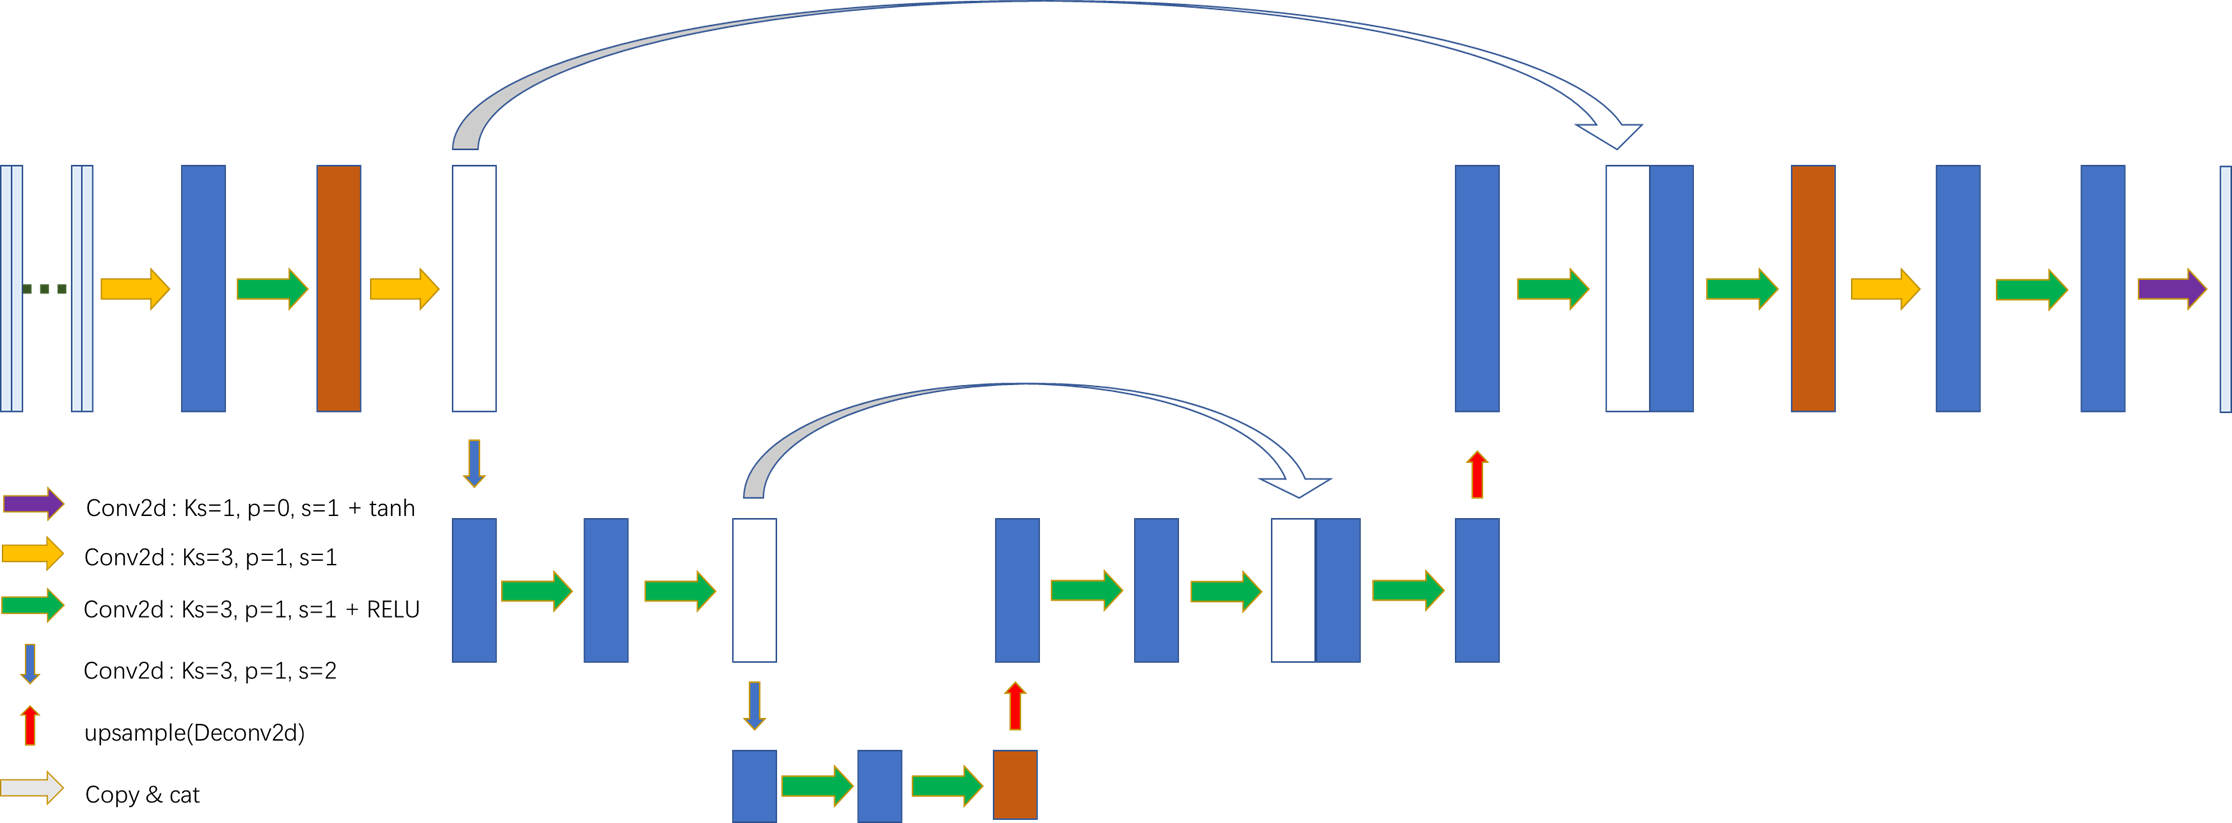 Conv2d : Ks=1, p=0, s=1 + tanh
Conv2d : Ks=3, p=1, s=1
Conv2d : Ks=3, p=1, s=1 + RELU
Conv2d : Ks=3, p=1, s=2
upsample(Deconv2d)
Copy & cat